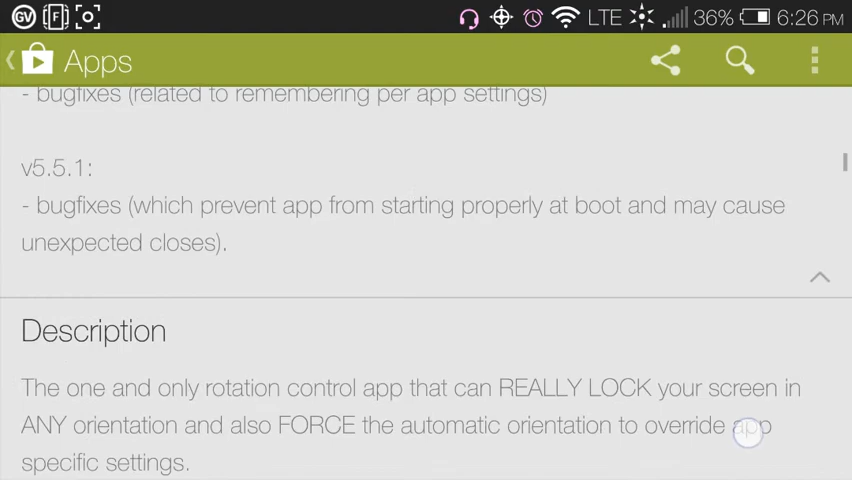 GV [F] LTE 36% 6:26 PM
Apps
- bugfixes (related to remembering per app settings)
v5.5.1:
- bugfixes (which prevent app from starting properly at boot and may cause
unexpected closes).
Description
The one and only rotation control app that can REALLY LOCK your screen in
ANY orientation and also FORCE the automatic orientation to override app
specific settings.